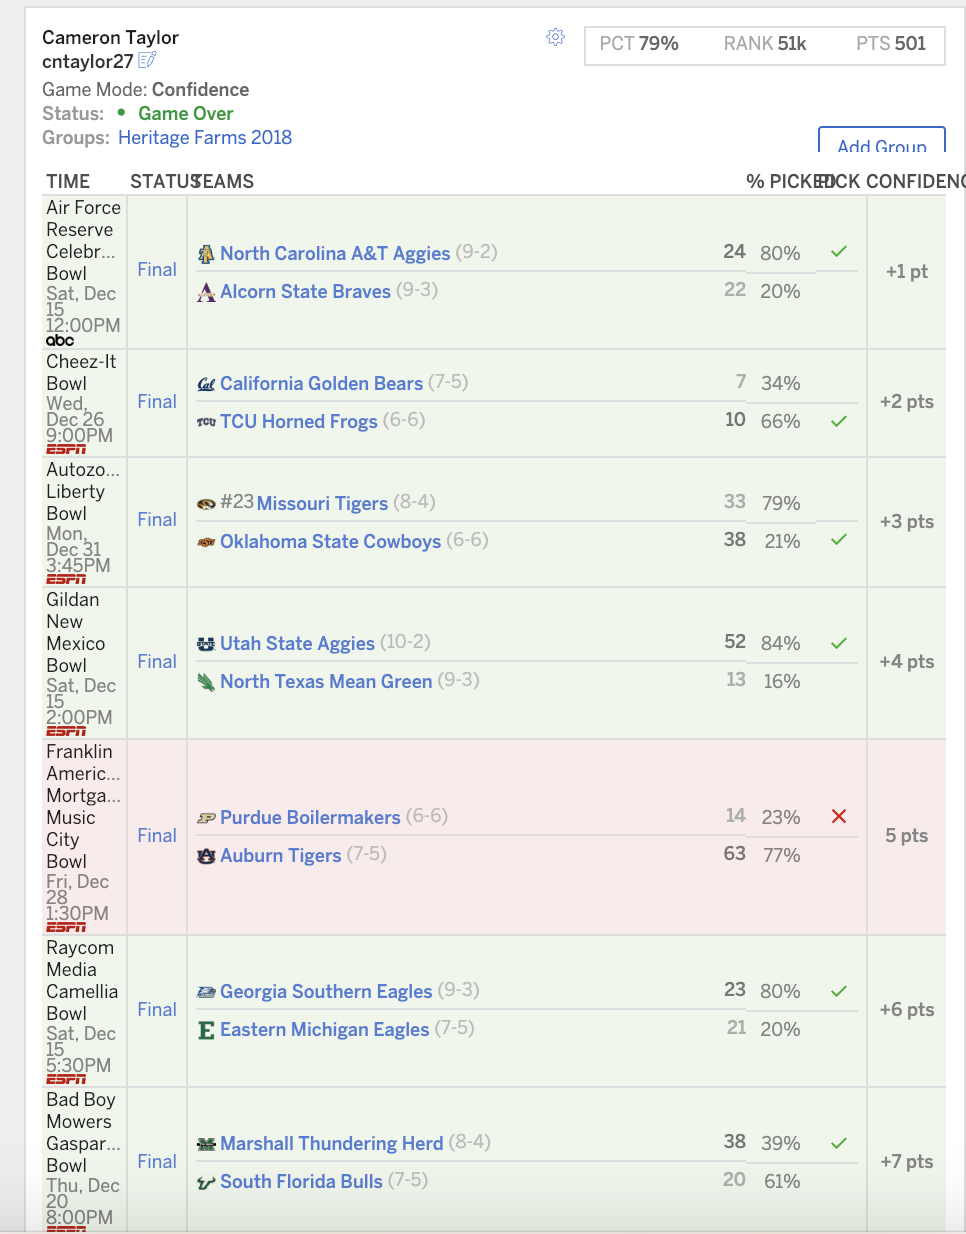 Cameron Taylor
cntaylor27
PCT 79% RANK 51k PTS 501
Game Mode: Confidence
Status: • Game Over
Groups: Heritage Farms 2018
Add Group
TIME STATUS TEAMS % PICKED PICK CONFIDENC
Air Force
Reserve
Celebr...
Bowl
Sat, Dec
15
12:00PM
abc
Final
North Carolina A&T Aggies (9-2) 24 80%
Alcorn State Braves (9-3) 22 20%
+1 pt
Cheez-It
Bowl
Wed,
Dec 26
9:00PM
ESPN
Final
Cal California Golden Bears (7-5) 7 34%
TCU TCU Horned Frogs (6-6) 10 66%
+2 pts
Autozo...
Liberty
Bowl
Mon,
Dec 31
3:45PM
ESPN
Final
#23 Missouri Tigers (8-4) 33 79%
Oklahoma State Cowboys (6-6) 38 21%
+3 pts
Gildan
New
Mexico
Bowl
Sat, Dec
15
2:00PM
ESPN
Final
Utah State Aggies (10-2) 52 84%
North Texas Mean Green (9-3) 13 16%
+4 pts
Franklin
Americ...
Mortga...
Music
City
Bowl
Fri, Dec
28
1:30PM
ESPN
Final
Purdue Boilermakers (6-6) 14 23%
Auburn Tigers (7-5) 63 77%
5 pts
Raycom
Media
Camellia
Bowl
Sat, Dec
15
5:30PM
ESPN
Final
Georgia Southern Eagles (9-3) 23 80%
E Eastern Michigan Eagles (7-5) 21 20%
+6 pts
Bad Boy
Mowers
Gaspar...
Bowl
Thu, Dec
20
8:00PM
ESPN
Final
Marshall Thundering Herd (8-4) 38 39%
South Florida Bulls (7-5) 20 61%
+7 pts